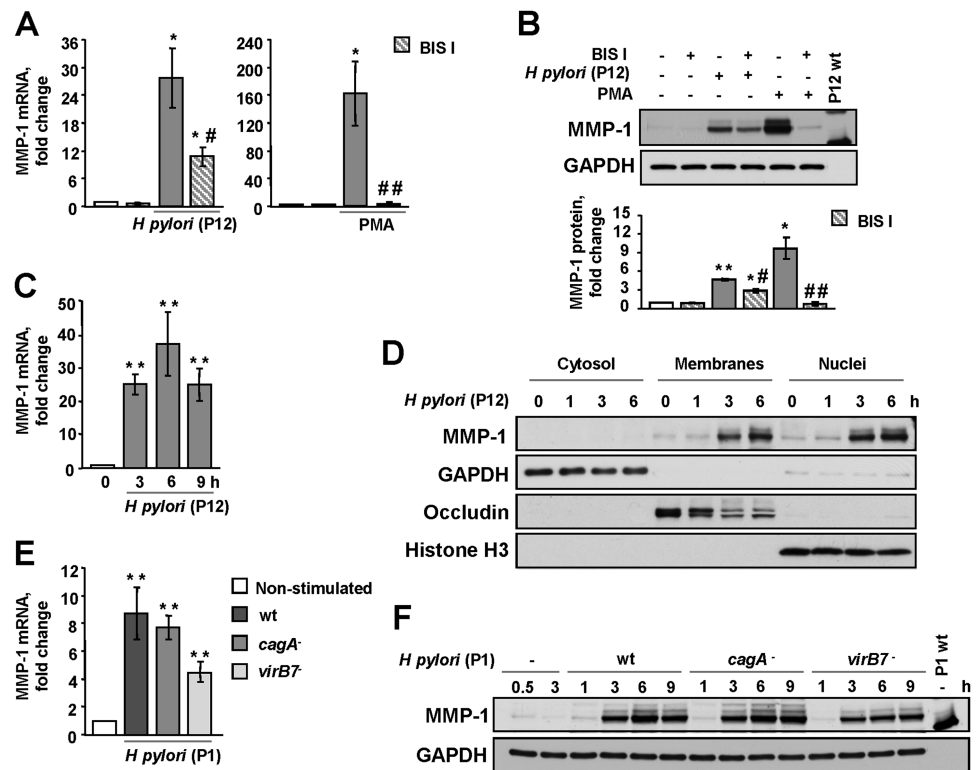 A
MMP-1 mRNA,
fold change
36
30
24
18
12
6
0
*
* #
H pylori (P12)
240
200
160
120
80
40
0
*
##
PMA
BIS I
B
BIS I - + - + - +
H pylori (P12) - - + + - -
PMA - - - - + +
P12 wt
MMP-1
GAPDH
MMP-1 protein,
fold change
15
12
9
6
3
0
* *
* #
*
##
BIS I
C
MMP-1 mRNA,
fold change
50
40
30
20
10
0
* *
* *
* *
0 3 6 9 h
H pylori (P12)
D
Cytosol Membranes Nuclei
H pylori (P12) 0 1 3 6 0 1 3 6 0 1 3 6 h
MMP-1
GAPDH
Occludin
Histone H3
E
MMP-1 mRNA,
fold change
12
10
8
6
4
2
0
* *
* *
* *
H pylori (P1)
Non-stimulated
wt
cagA-
virB7-
F
H pylori (P1) - wt cagA - virB7 - P1 wt
0.5 3 1 3 6 9 1 3 6 9 1 3 6 9 - h
MMP-1
GAPDH